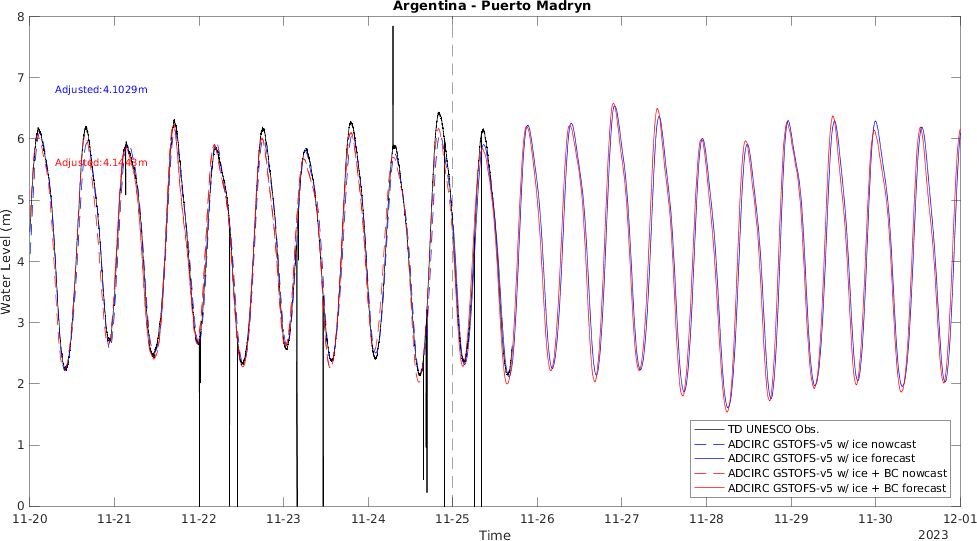 Argentina - Puerto Madryn
8
7
6
5
4
3
2
1
0
Water Level (m)
Adjusted:4.1029m
TD UNESCO Obs.
ADCIRC GSTOFS-v5 w/ ice nowcast
ADCIRC GSTOFS-v5 w/ ice forecast
ADCIRC GSTOFS-v5 w/ ice + BC nowcast
ADCIRC GSTOFS-v5 w/ ice + BC forecast
11-20
11-21
11-22
11-23
11-24
11-25
11-26
11-27
11-28
11-29
11-30
12-01
Time
2023